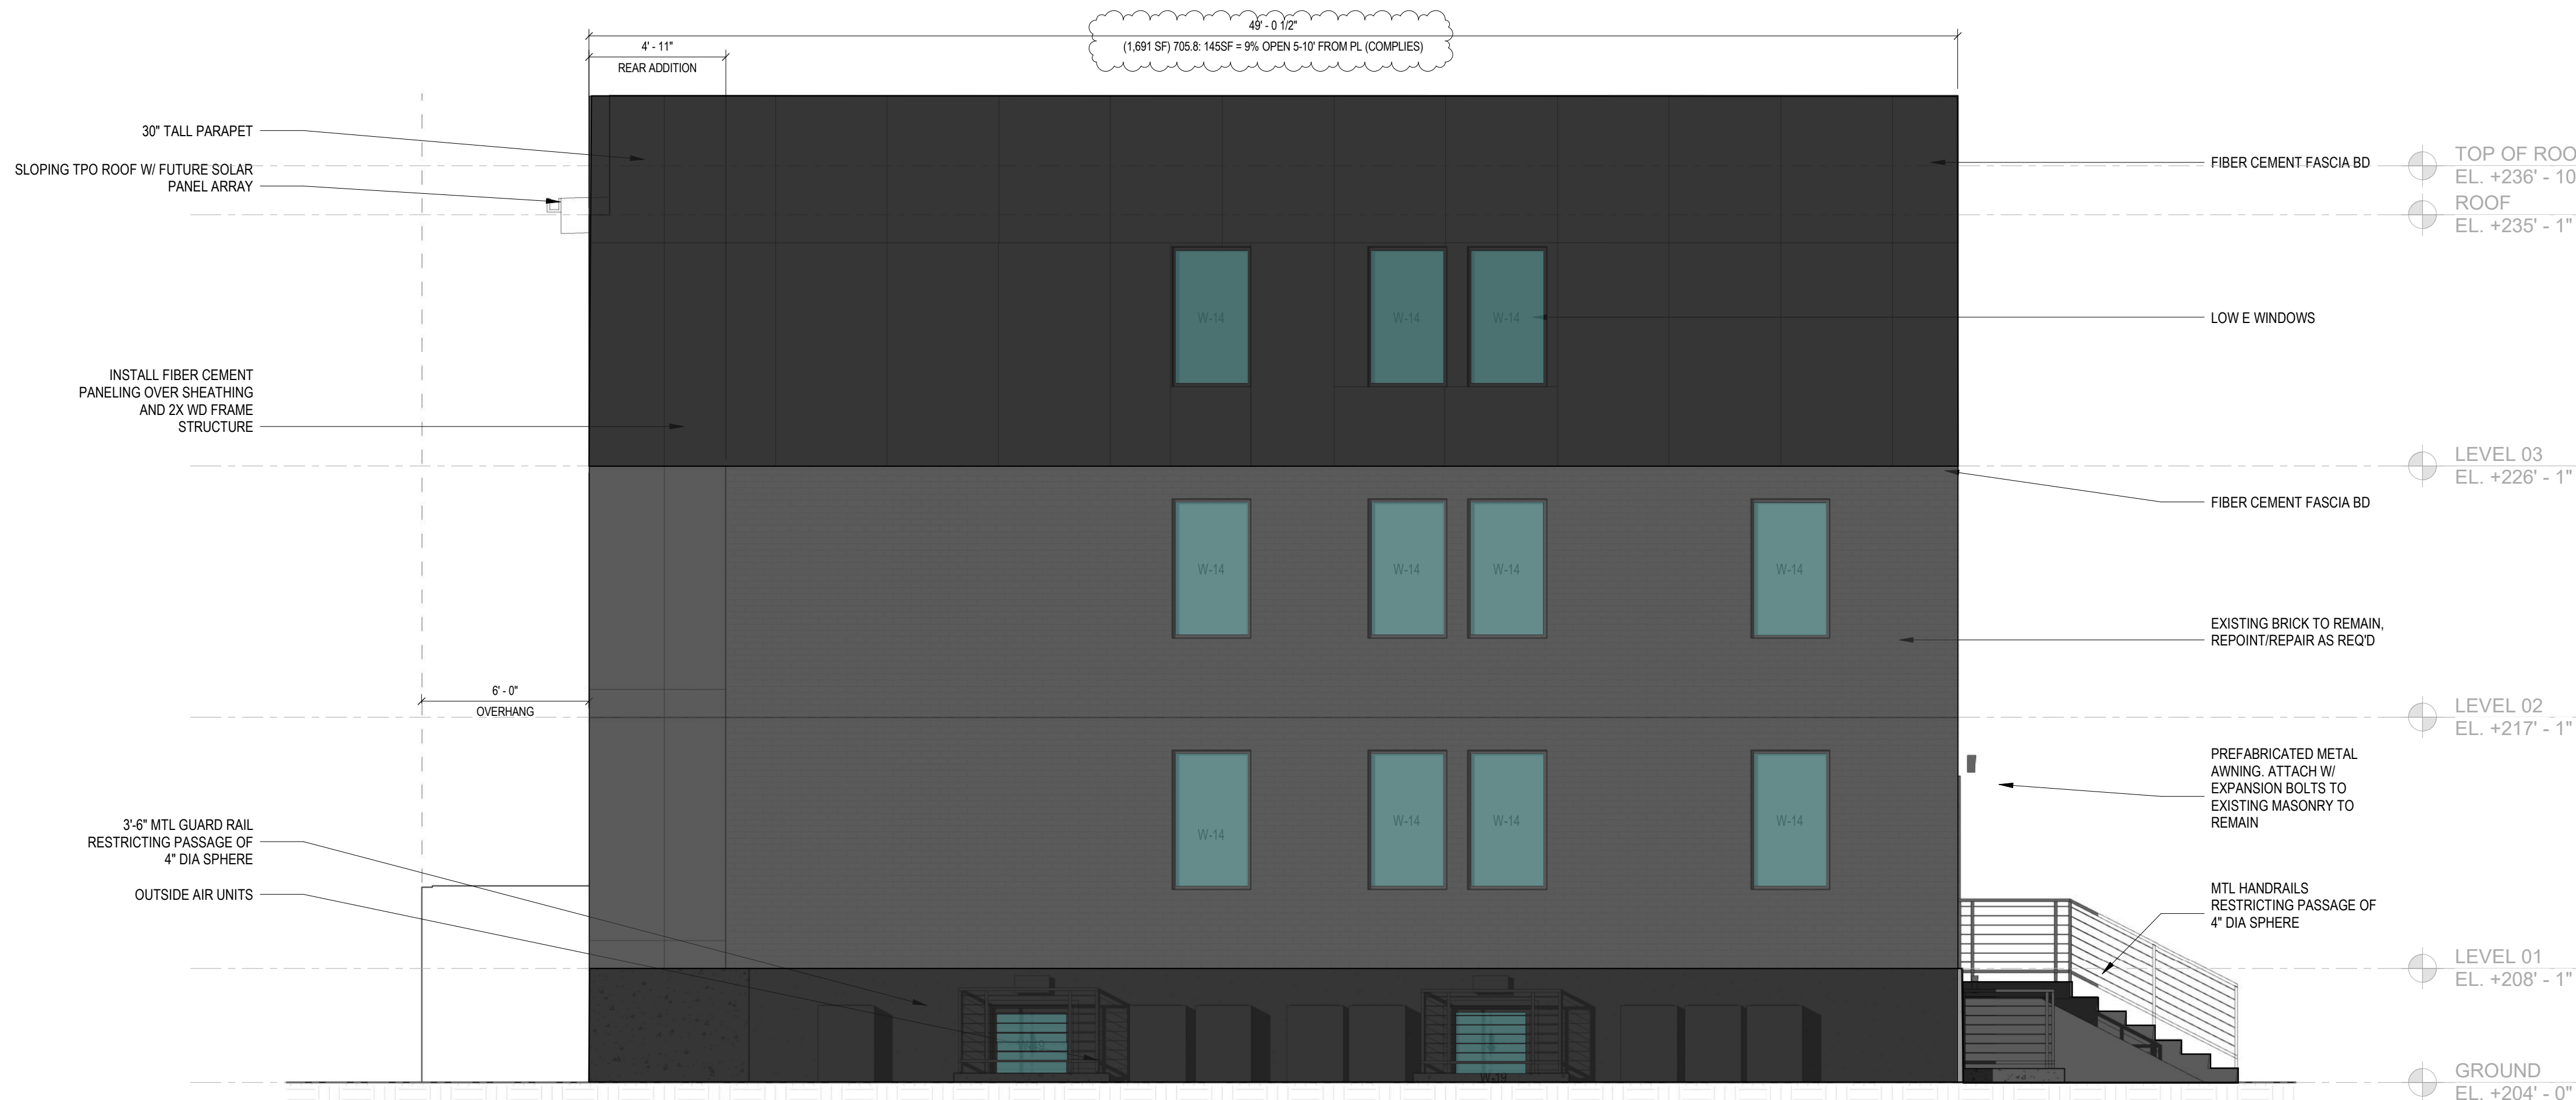 49' - 0 1/2"
(1,691 SF) 705.8: 145SF = 9% OPEN 5-10' FROM PL (COMPLIES)
4' - 11"
REAR ADDITION
30" TALL PARAPET
SLOPING TPO ROOF W/ FUTURE SOLAR
PANEL ARRAY
INSTALL FIBER CEMENT
PANELING OVER SHEATHING
AND 2X WD FRAME
STRUCTURE
6' - 0"
OVERHANG
3'-6" MTL GUARD RAIL
RESTRICTING PASSAGE OF
4" DIA SPHERE
OUTSIDE AIR UNITS
W-14
W-14
W-14
W-14
W-14
W-14
W-14
W-14
W-14
W-14
W-14
W-19
FIBER CEMENT FASCIA BD
LOW E WINDOWS
FIBER CEMENT FASCIA BD
EXISTING BRICK TO REMAIN,
REPOINT/REPAIR AS REQ'D
PREFABRICATED METAL
AWNING. ATTACH W/
EXPANSION BOLTS TO
EXISTING MASONRY TO
REMAIN
MTL HANDRAILS
RESTRICTING PASSAGE OF
4" DIA SPHERE
TOP OF ROO
EL. +236' - 10
ROOF
EL. +235' - 1"
LEVEL 03
EL. +226' - 1"
LEVEL 02
EL. +217' - 1"
LEVEL 01
EL. +208' - 1"
GROUND
EL. +204' - 0"